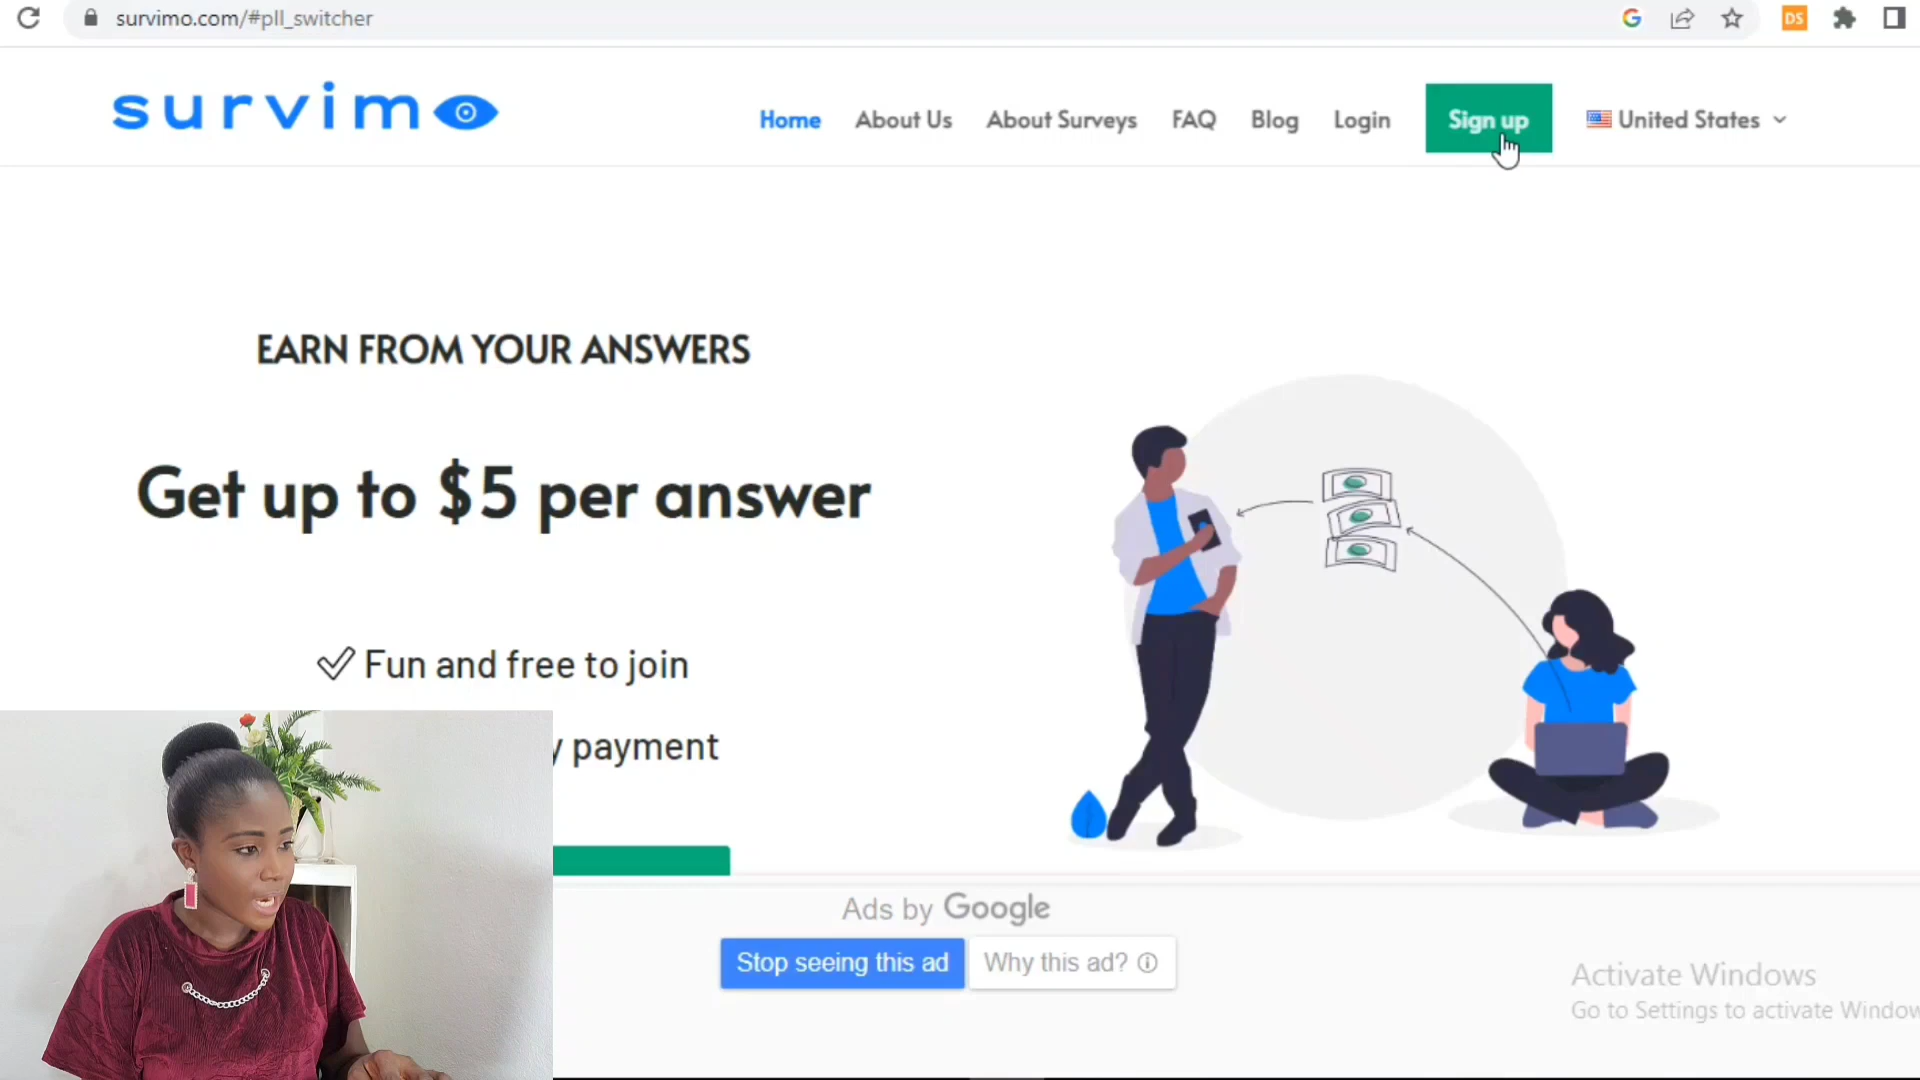 survimo.com/#pll_switcher
DS
survimo
Home About Us About Surveys FAQ Blog Login Sign up United States
EARN FROM YOUR ANSWERS
Get up to $5 per answer
Fun and free to join
payment
Ads by Google
Stop seeing this ad Why this ad?
Activate Windows
Go to Settings to activate Window